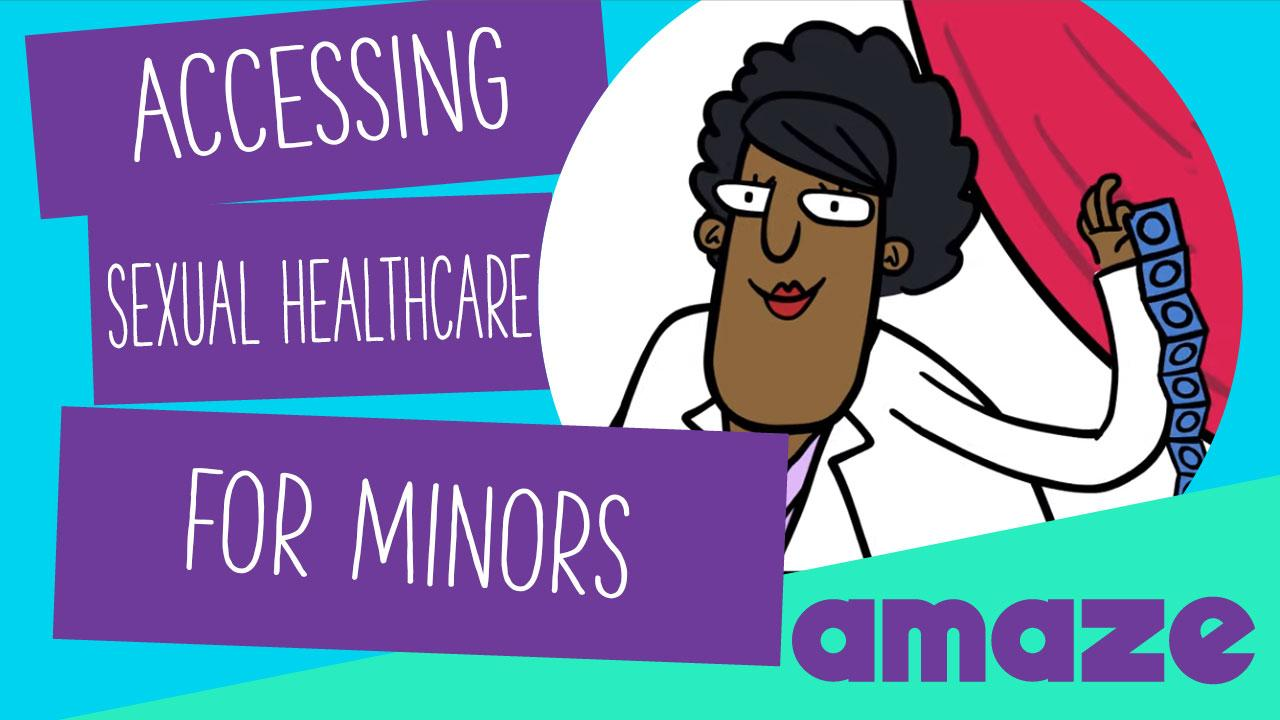 ACCESSING
SEXUAL HEALTHCARE
FOR MINORS
amaze